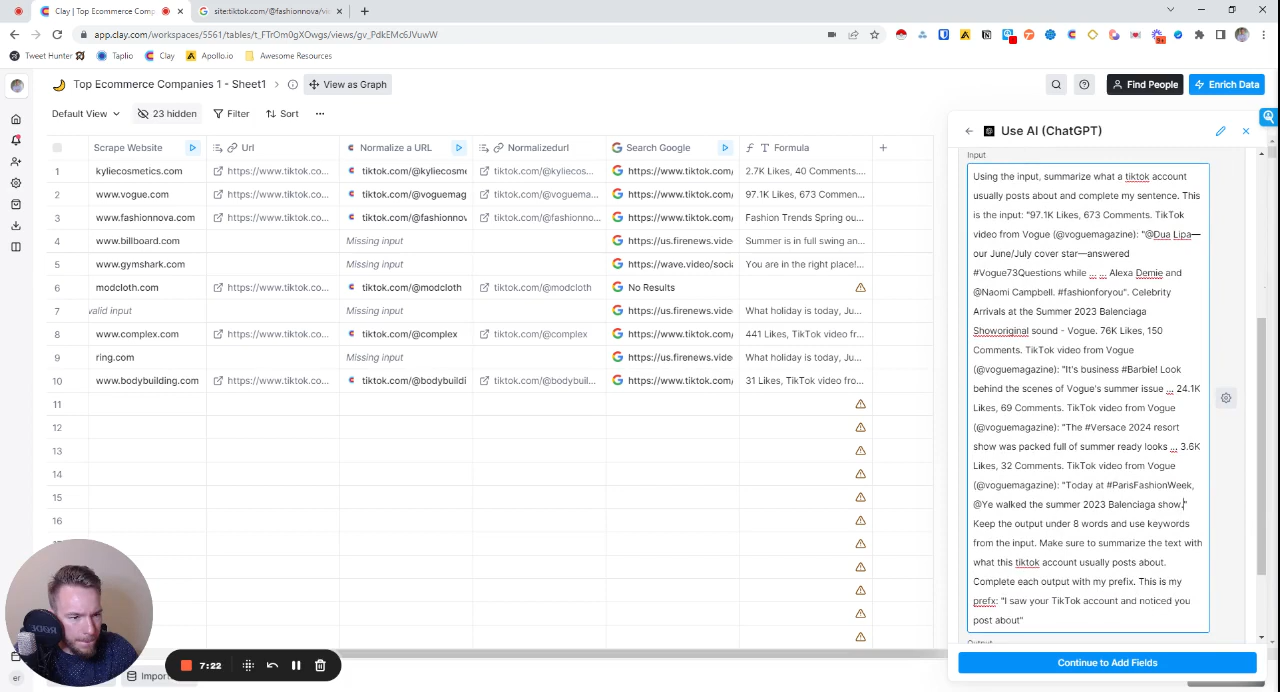 Clay | Top Ecommerce Compo
site:tiktok.com/@fashionnova/vi
app.clay.com/workspaces/5561/tables/t_FTrOm0gXOwgs/views/gv_PdkEMc6JVuwW
Tweet Hunter
Taplio
Clay
Apollo.io
Awesome Resources
Top Ecommerce Companies 1 - Sheet1
View as Graph
Find People
Enrich Data
Default View
23 hidden
Filter
Sort
Use AI (ChatGPT)
Scrape Website
Url
Normalize a URL
Normalizedurl
Search Google
Formula
1 kyliecosmetics.com https://www.tiktok.co... tiktok.com/@kyliecosme tiktok.com/@kyliecos... https://www.tiktok.com/ 2.7K Likes, 40 Comments....
2 www.vogue.com https://www.tiktok.co... tiktok.com/@voguemag tiktok.com/@voguema... https://www.tiktok.com/ 97.1K Likes, 673 Commen...
3 www.fashionnova.com https://www.tiktok.co... tiktok.com/@fashionnov tiktok.com/@fashionno... https://www.tiktok.com/ Fashion Trends Spring ou...
4 www.billboard.com Missing input https://us.firenews.vide Summer is in full swing an...
5 www.gymshark.com Missing input https://wave.video/soci You are in the right place!...
6 modcloth.com https://www.tiktok.co... tiktok.com/@modcloth tiktok.com/@modcloth No Results
7 valid input Missing input https://us.firenews.vide What holiday is today, Ju...
8 www.complex.com https://www.tiktok.co... tiktok.com/@complex tiktok.com/@complex https://www.tiktok.com/ 441 Likes, TikTok video fr...
9 ring.com Missing input https://us.firenews.vide What holiday is today, Ju...
10 www.bodybuilding.com https://www.tiktok.co... tiktok.com/@bodybuildi tiktok.com/@bodybuil... https://www.tiktok.com/ 31 Likes, TikTok video fro...
11
12
13
14
15
16
7:22
Import
Input
Using the input, summarize what a tiktok account
usually posts about and complete my sentence. This
is the input: "97.1K Likes, 673 Comments. TikTok
video from Vogue (@voguemagazine): "@Dua Lipa—
our June/July cover star—answered
#Vogue73Questions while ... ... Alexa Demie and
@Naomi Campbell. #fashionforyou". Celebrity
Arrivals at the Summer 2023 Balenciaga
Showoriginal sound - Vogue. 76K Likes, 150
Comments. TikTok video from Vogue
(@voguemagazine): "It's business #Barbie! Look
behind the scenes of Vogue's summer issue ... 24.1K
Likes, 69 Comments. TikTok video from Vogue
(@voguemagazine): "The #Versace 2024 resort
show was packed full of summer ready looks ... 3.6K
Likes, 32 Comments. TikTok video from Vogue
(@voguemagazine): "Today at #ParisFashionWeek,
@Ye walked the summer 2023 Balenciaga show."
Keep the output under 8 words and use keywords
from the input. Make sure to summarize the text with
what this tiktok account usually posts about.
Complete each output with my prefix. This is my
prefx: "I saw your TikTok account and noticed you
post about"
Continue to Add Fields